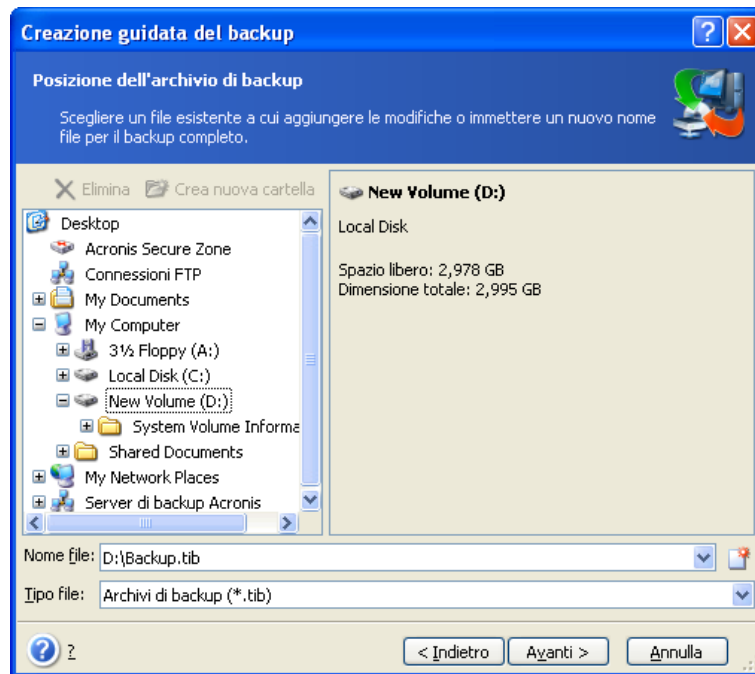 Creazione guidata del backup
Posizione dell'archivio di backup
Scegliere un file esistente a cui aggiungere le modifiche o immettere un nuovo nome
file per il backup completo.
Elimina Crea nuova cartella
Desktop
Acronis Secure Zone
Connessioni FTP
My Documents
My Computer
3½ Floppy (A:)
Local Disk (C:)
New Volume (D:)
System Volume Informa
Shared Documents
My Network Places
Server di backup Acronis
New Volume (D:)
Local Disk
Spazio libero: 2,978 GB
Dimensione totale: 2,995 GB
Nome file: D:\Backup.tib
Tipo file: Archivi di backup (*.tib)
? < Indietro Avanti > Annulla